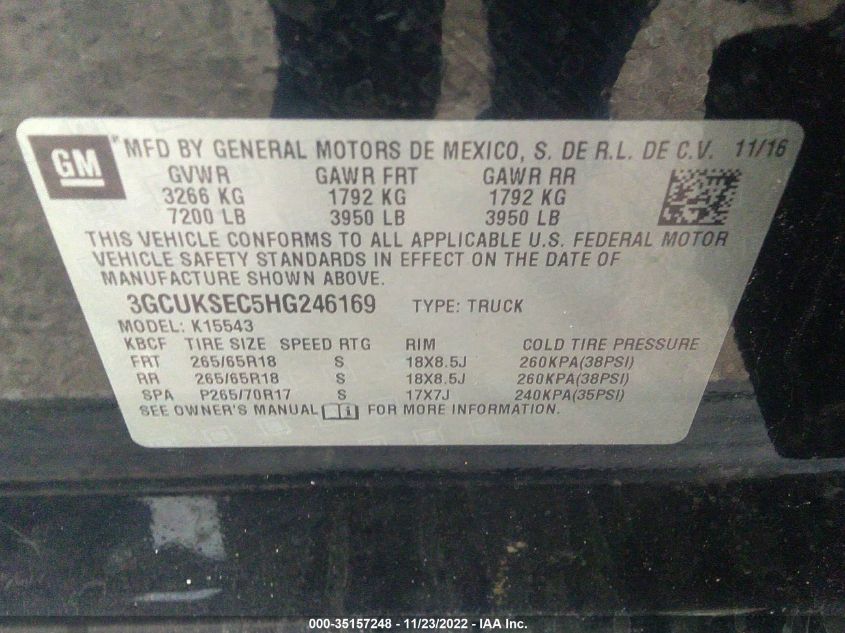 GM MFD BY GENERAL MOTORS DE MEXICO, S. DE R.L. DE C.V. 11/16
GVWR GAWR FRT GAWR RR
3266 KG 1792 KG 1792 KG
7200 LB 3950 LB 3950 LB
THIS VEHICLE CONFORMS TO ALL APPLICABLE U.S. FEDERAL MOTOR
VEHICLE SAFETY STANDARDS IN EFFECT ON THE DATE OF
MANUFACTURE SHOWN ABOVE.
3GCUKSEC5HG246169 TYPE: TRUCK
MODEL: K15543
KBCF TIRE SIZE SPEED RTG RIM COLD TIRE PRESSURE
FRT 265/65R18 S 18X8.5J 260KPA(38PSI)
RR 265/65R18 S 18X8.5J 260KPA(38PSI)
SPA P265/70R17 S 17X7J 240KPA(35PSI)
SEE OWNER'S MANUAL FOR MORE INFORMATION.
000-35157248 - 11/23/2022 - IAA Inc.